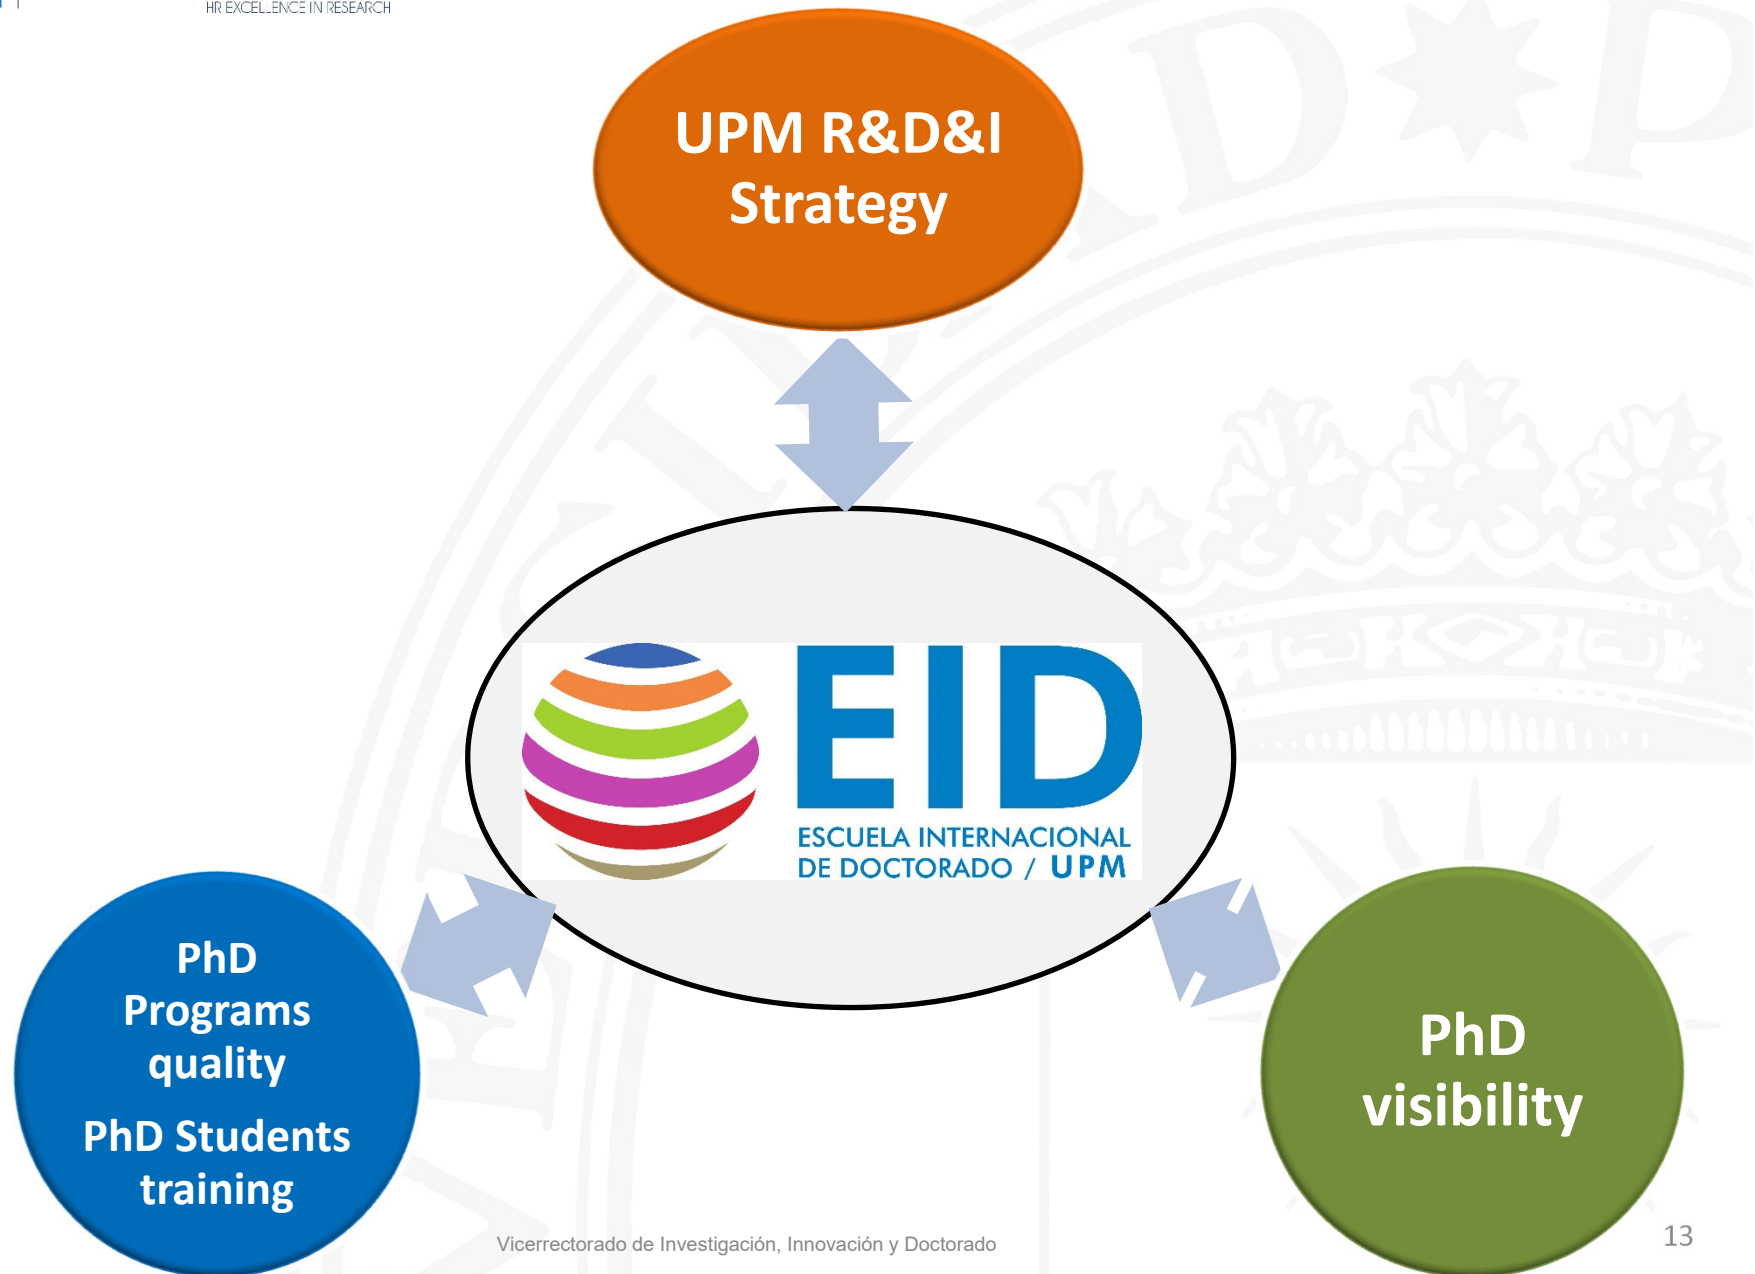 HR EXCELLENCE IN RESEARCH
UPM R&D&I
Strategy
EID
ESCUELA INTERNACIONAL
DE DOCTORADO / UPM
PhD
Programs
quality
PhD Students
training
PhD
visibility
Vicerrectorado de Investigación, Innovación y Doctorado
13